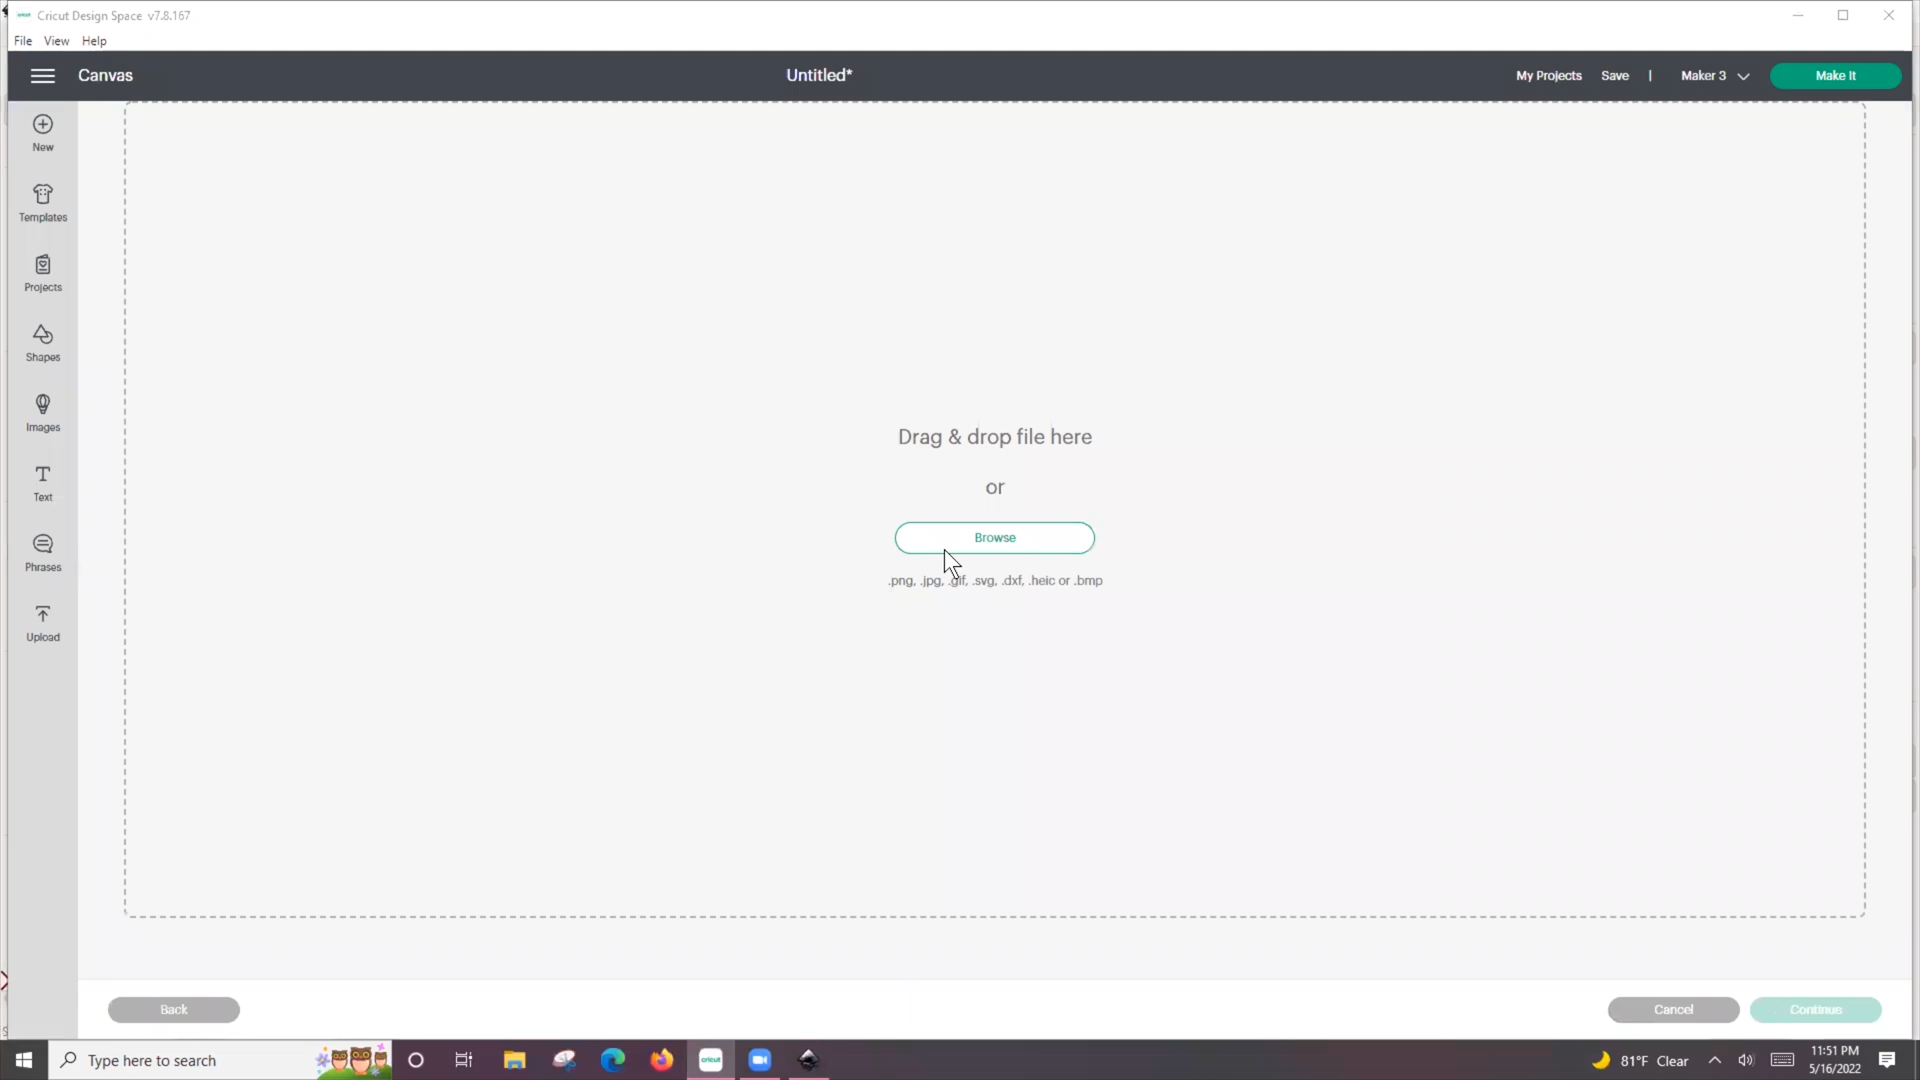 cricut Cricut Design Space v7.8.167
File View Help
Canvas Untitled* My Projects Save | Maker 3 Make It
New
Templates
Projects
Shapes
Images
Text
Phrases
Upload
Drag & drop file here
or
Browse
.png, .jpg, .gif, .svg, .dxf, .heic or .bmp
Back Cancel Continue
Type here to search cricut 81°F Clear 11:51 PM
5/16/2022